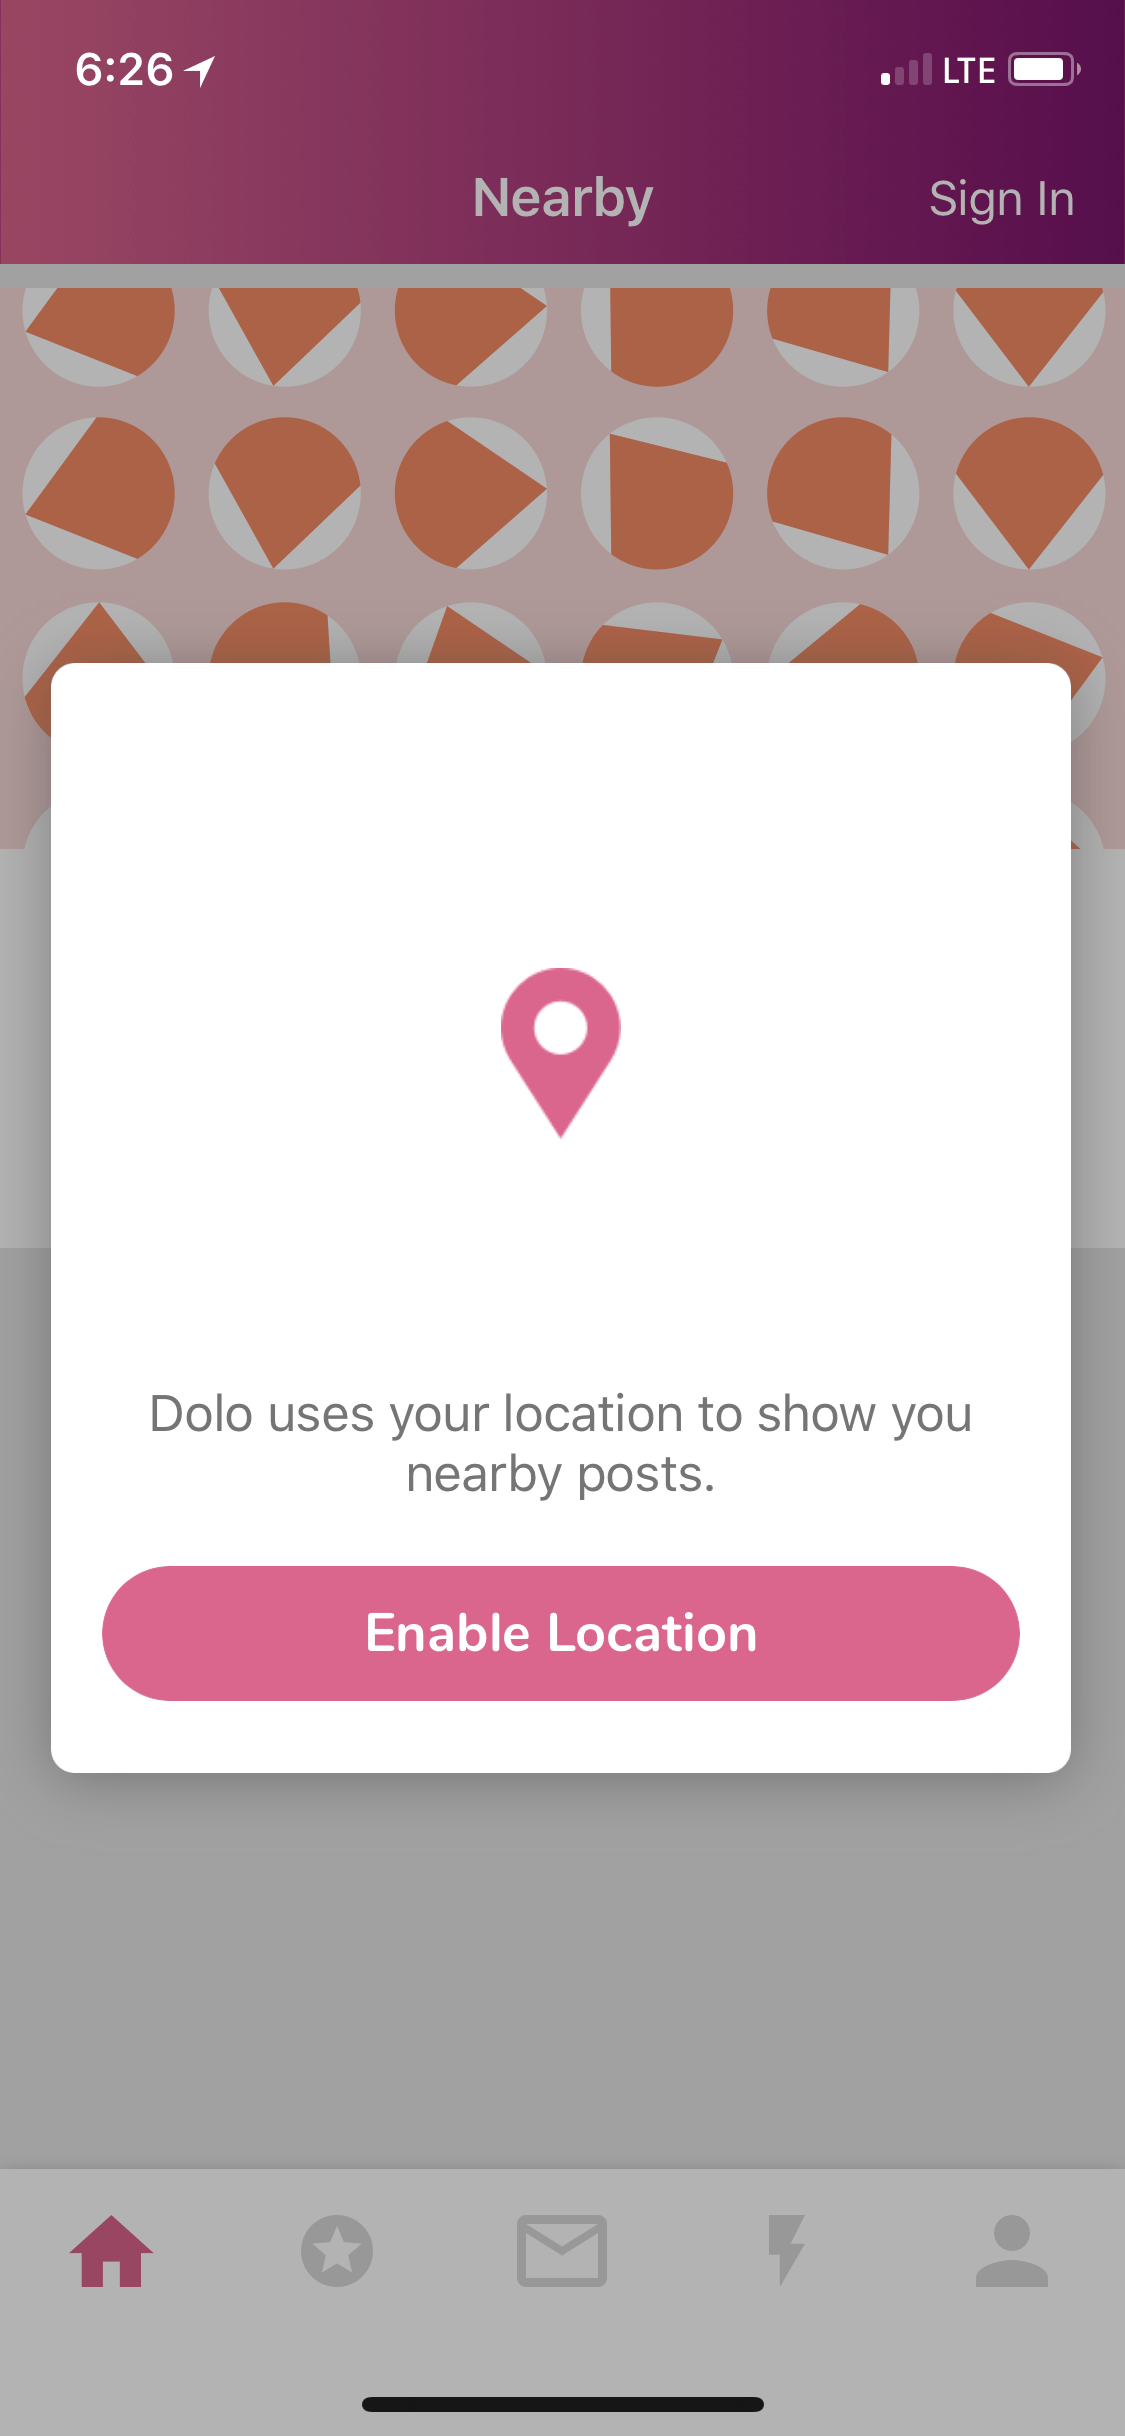 6:26
LTE
Nearby
Sign In
Dolo uses your location to show you
nearby posts.
Enable Location